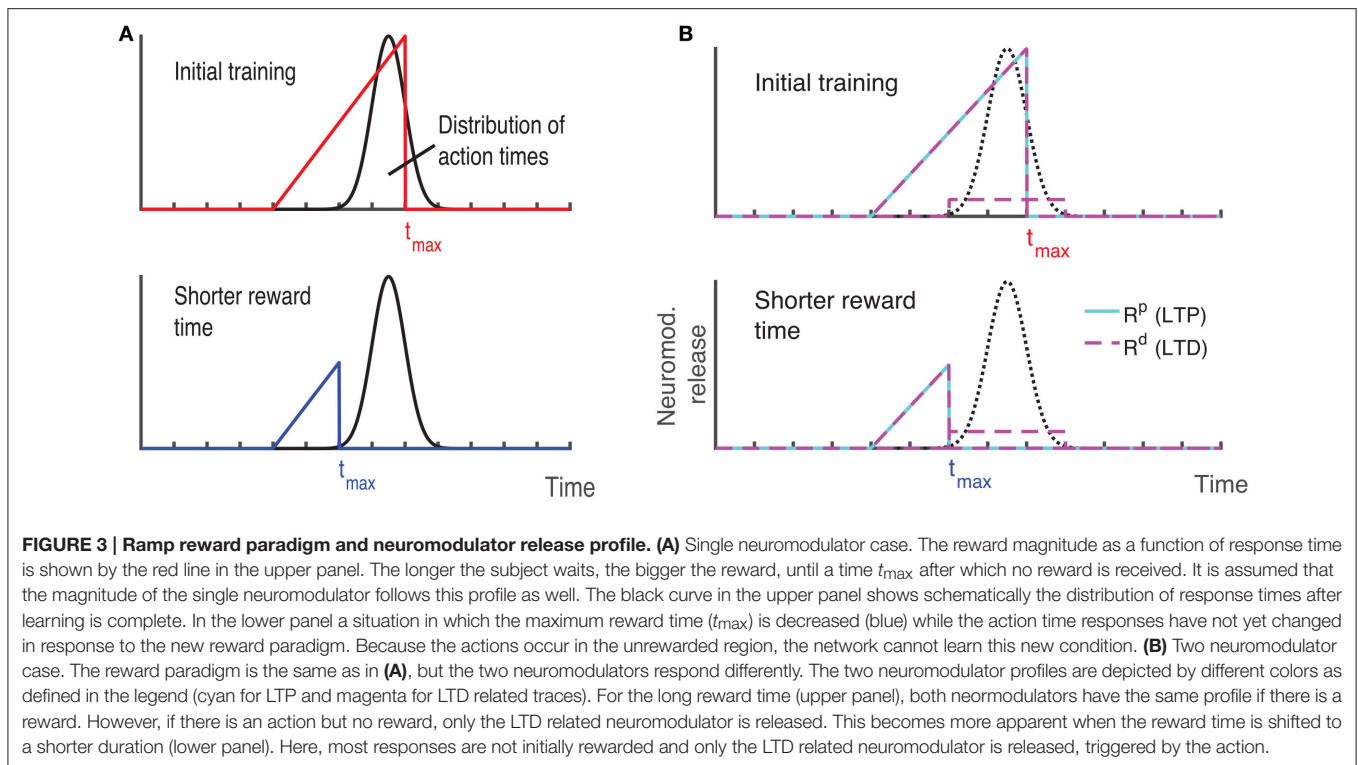 A
Initial training
Distribution of
action times
t_max
Shorter reward
time
t_max
Time
B
Initial training
t_max
Shorter reward
time
R^p (LTP)
R^d (LTD)
Neuromod.
release
t_max
Time
FIGURE 3 | Ramp reward paradigm and neuromodulator release profile. (A) Single neuromodulator case. The reward magnitude as a function of response time
is shown by the red line in the upper panel. The longer the subject waits, the bigger the reward, until a time t_max after which no reward is received. It is assumed that
the magnitude of the single neuromodulator follows this profile as well. The black curve in the upper panel shows schematically the distribution of response times after
learning is complete. In the lower panel a situation in which the maximum reward time (t_max) is decreased (blue) while the action time responses have not yet changed
in response to the new reward paradigm. Because the actions occur in the unrewarded region, the network cannot learn this new condition. (B) Two neuromodulator
case. The reward paradigm is the same as in (A), but the two neuromodulators respond differently. The two neuromodulator profiles are depicted by different colors as
defined in the legend (cyan for LTP and magenta for LTD related traces). For the long reward time (upper panel), both neormodulators have the same profile if there is a
reward. However, if there is an action but no reward, only the LTD related neuromodulator is released. This becomes more apparent when the reward time is shifted to
a shorter duration (lower panel). Here, most responses are not initially rewarded and only the LTD related neuromodulator is released, triggered by the action.